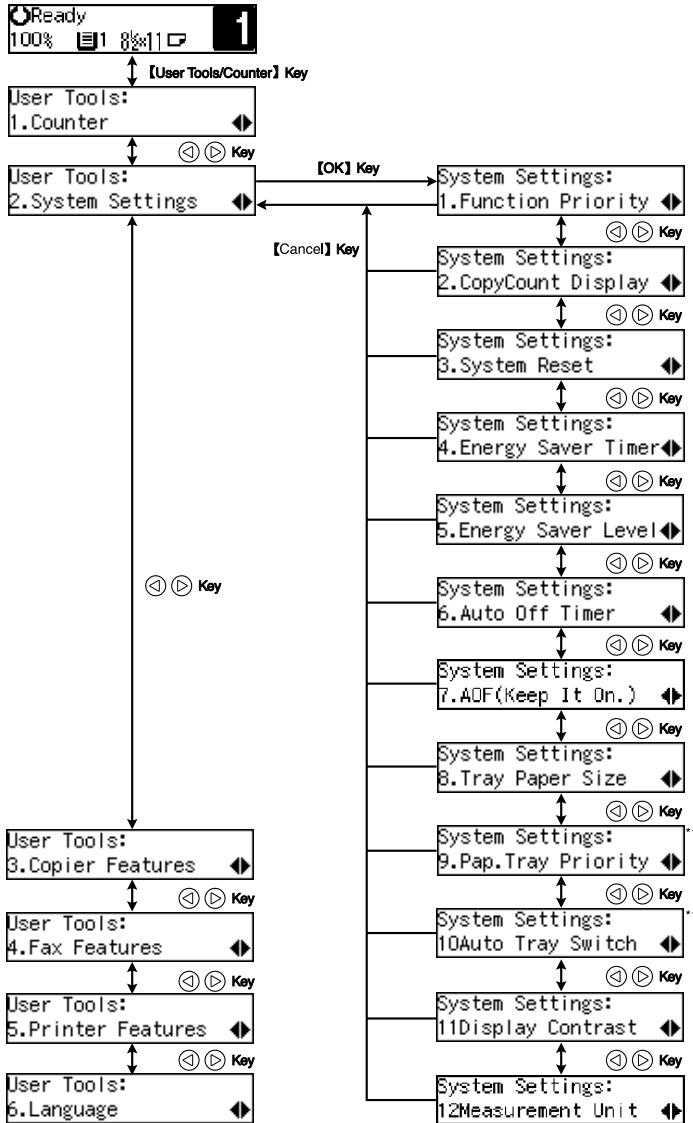 Ready
100% 1 8½×11
1
【User Tools/Counter】 Key
User Tools:
1.Counter
Key
User Tools:
2.System Settings
【OK】 Key
【Cancel】 Key
System Settings:
1.Function Priority
Key
System Settings:
2.CopyCount Display
Key
System Settings:
3.System Reset
Key
System Settings:
4.Energy Saver Timer
Key
System Settings:
5.Energy Saver Level
Key
System Settings:
6.Auto Off Timer
Key
System Settings:
7.AOF(Keep It On.)
Key
System Settings:
8.Tray Paper Size
Key
System Settings:
9.Pap.Tray Priority
Key
System Settings:
10Auto Tray Switch
Key
System Settings:
11Display Contrast
Key
System Settings:
12Measurement Unit
Key
User Tools:
3.Copier Features
Key
User Tools:
4.Fax Features
Key
User Tools:
5.Printer Features
Key
User Tools:
6.Language